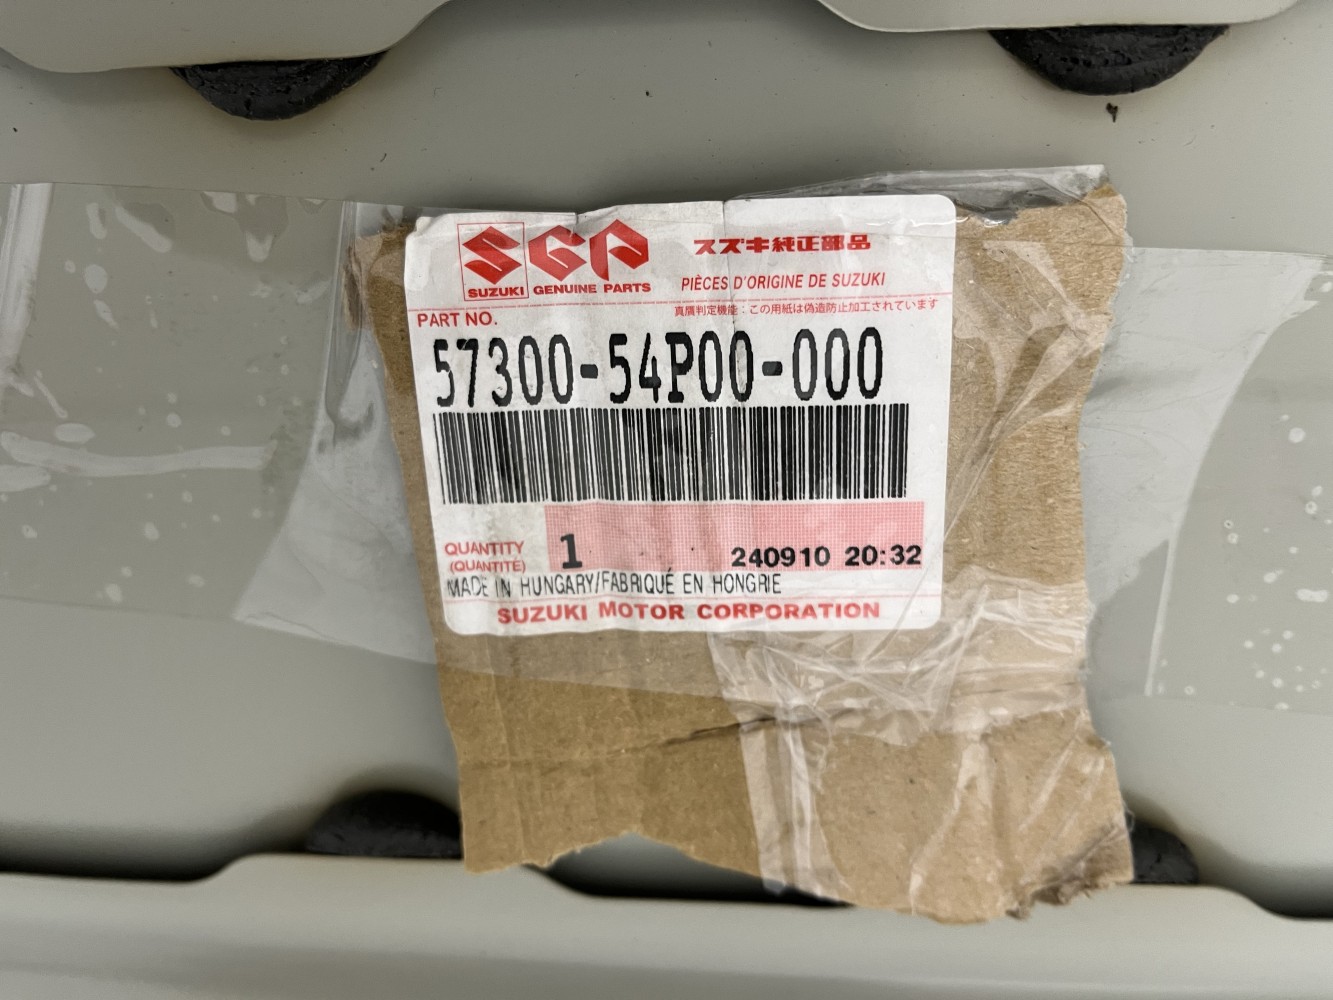 SGP
スズキ純正部品
SUZUKI GENUINE PARTS
PIÈCES D'ORIGINE DE SUZUKI
真贋判定機能：この用紙は偽造防止加工されています
PART NO.
57300-54P00-000
QUANTITY
(QUANTITÉ)
1
240910 20:32
MADE IN HUNGARY/FABRIQUÉ EN HONGRIE
SUZUKI MOTOR CORPORATION